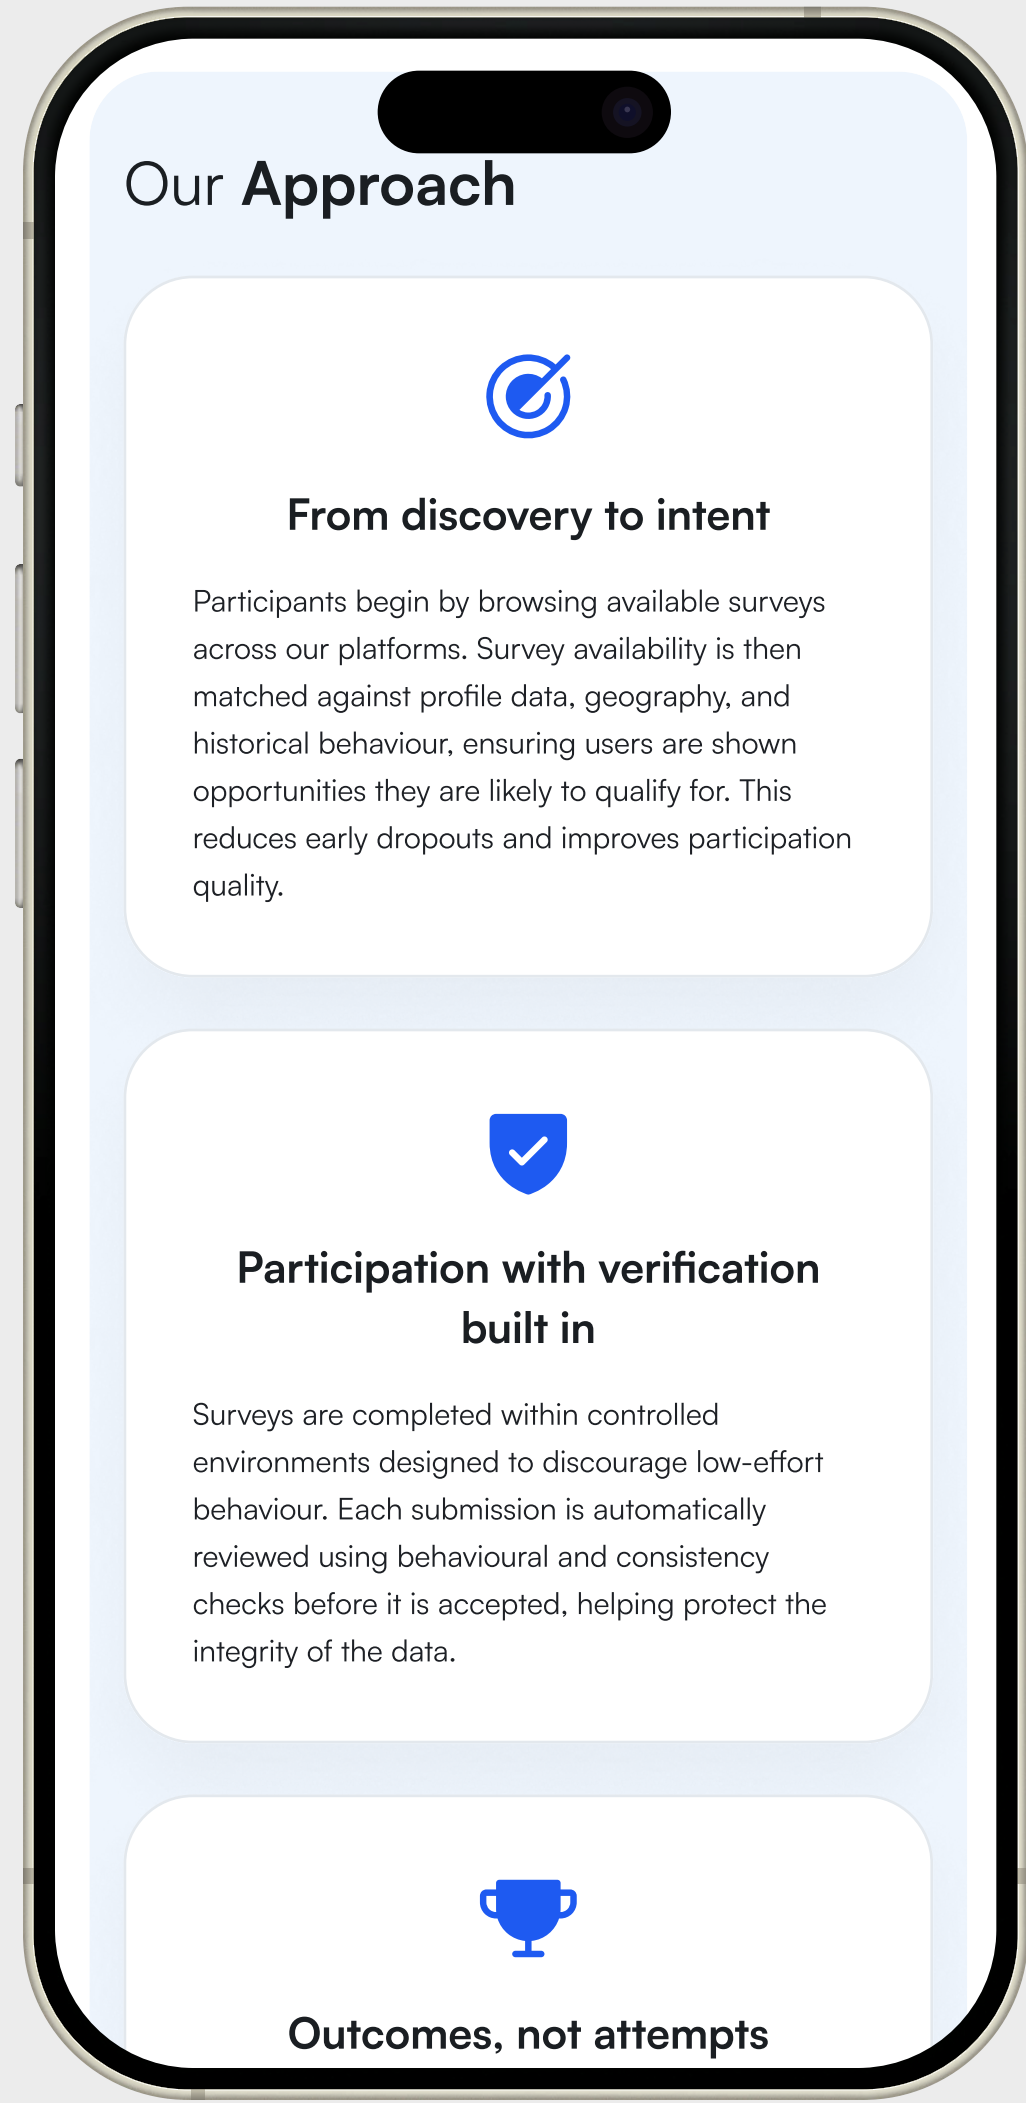 Our Approach
From discovery to intent
Participants begin by browsing available surveys
across our platforms. Survey availability is then
matched against profile data, geography, and
historical behaviour, ensuring users are shown
opportunities they are likely to qualify for. This
reduces early dropouts and improves participation
quality.
Participation with verification
built in
Surveys are completed within controlled
environments designed to discourage low-effort
behaviour. Each submission is automatically
reviewed using behavioural and consistency
checks before it is accepted, helping protect the
integrity of the data.
Outcomes, not attempts